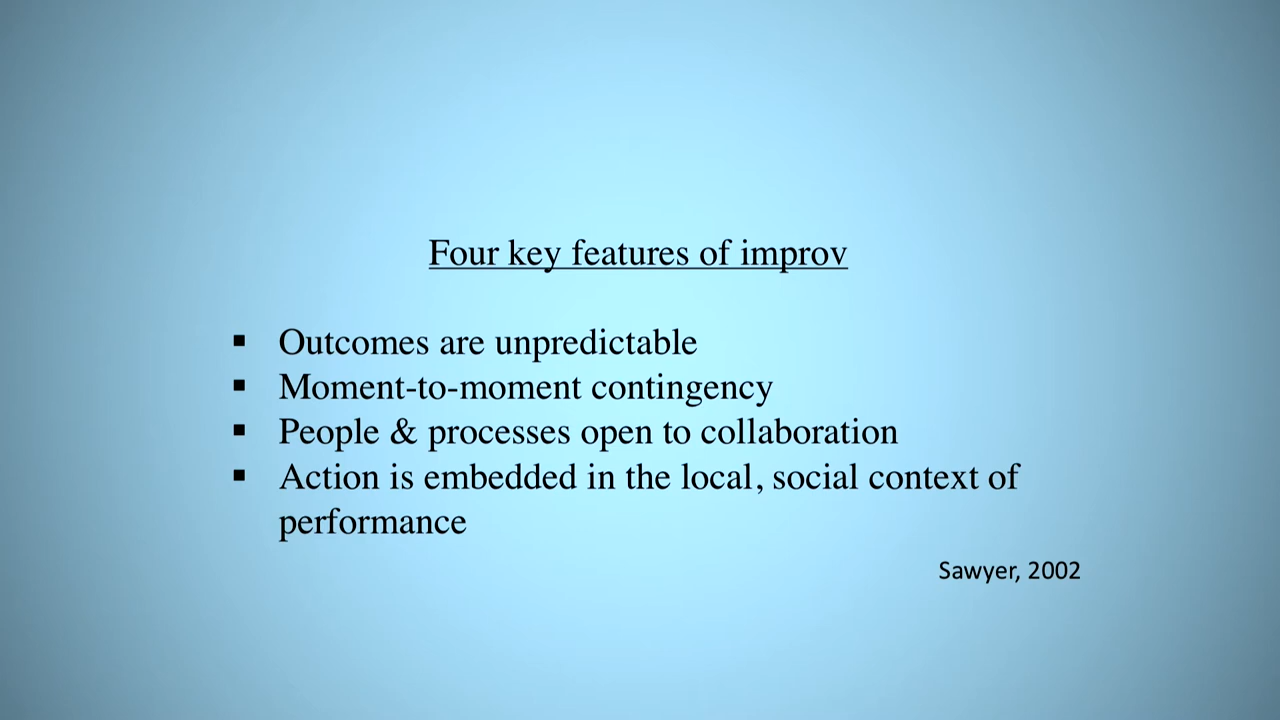 Four key features of improv
▪ Outcomes are unpredictable
▪ Moment-to-moment contingency
▪ People & processes open to collaboration
▪ Action is embedded in the local, social context of
performance
Sawyer, 2002